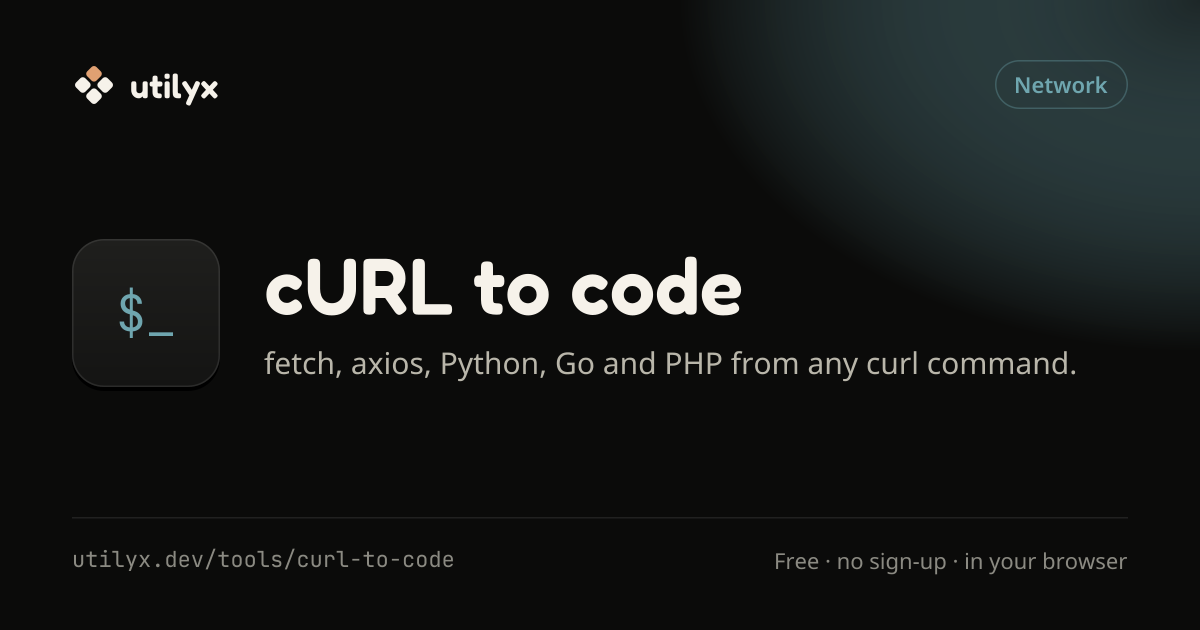 utilyx
Network
$_
cURL to code
fetch, axios, Python, Go and PHP from any curl command.
utilyx.dev/tools/curl-to-code
Free · no sign-up · in your browser